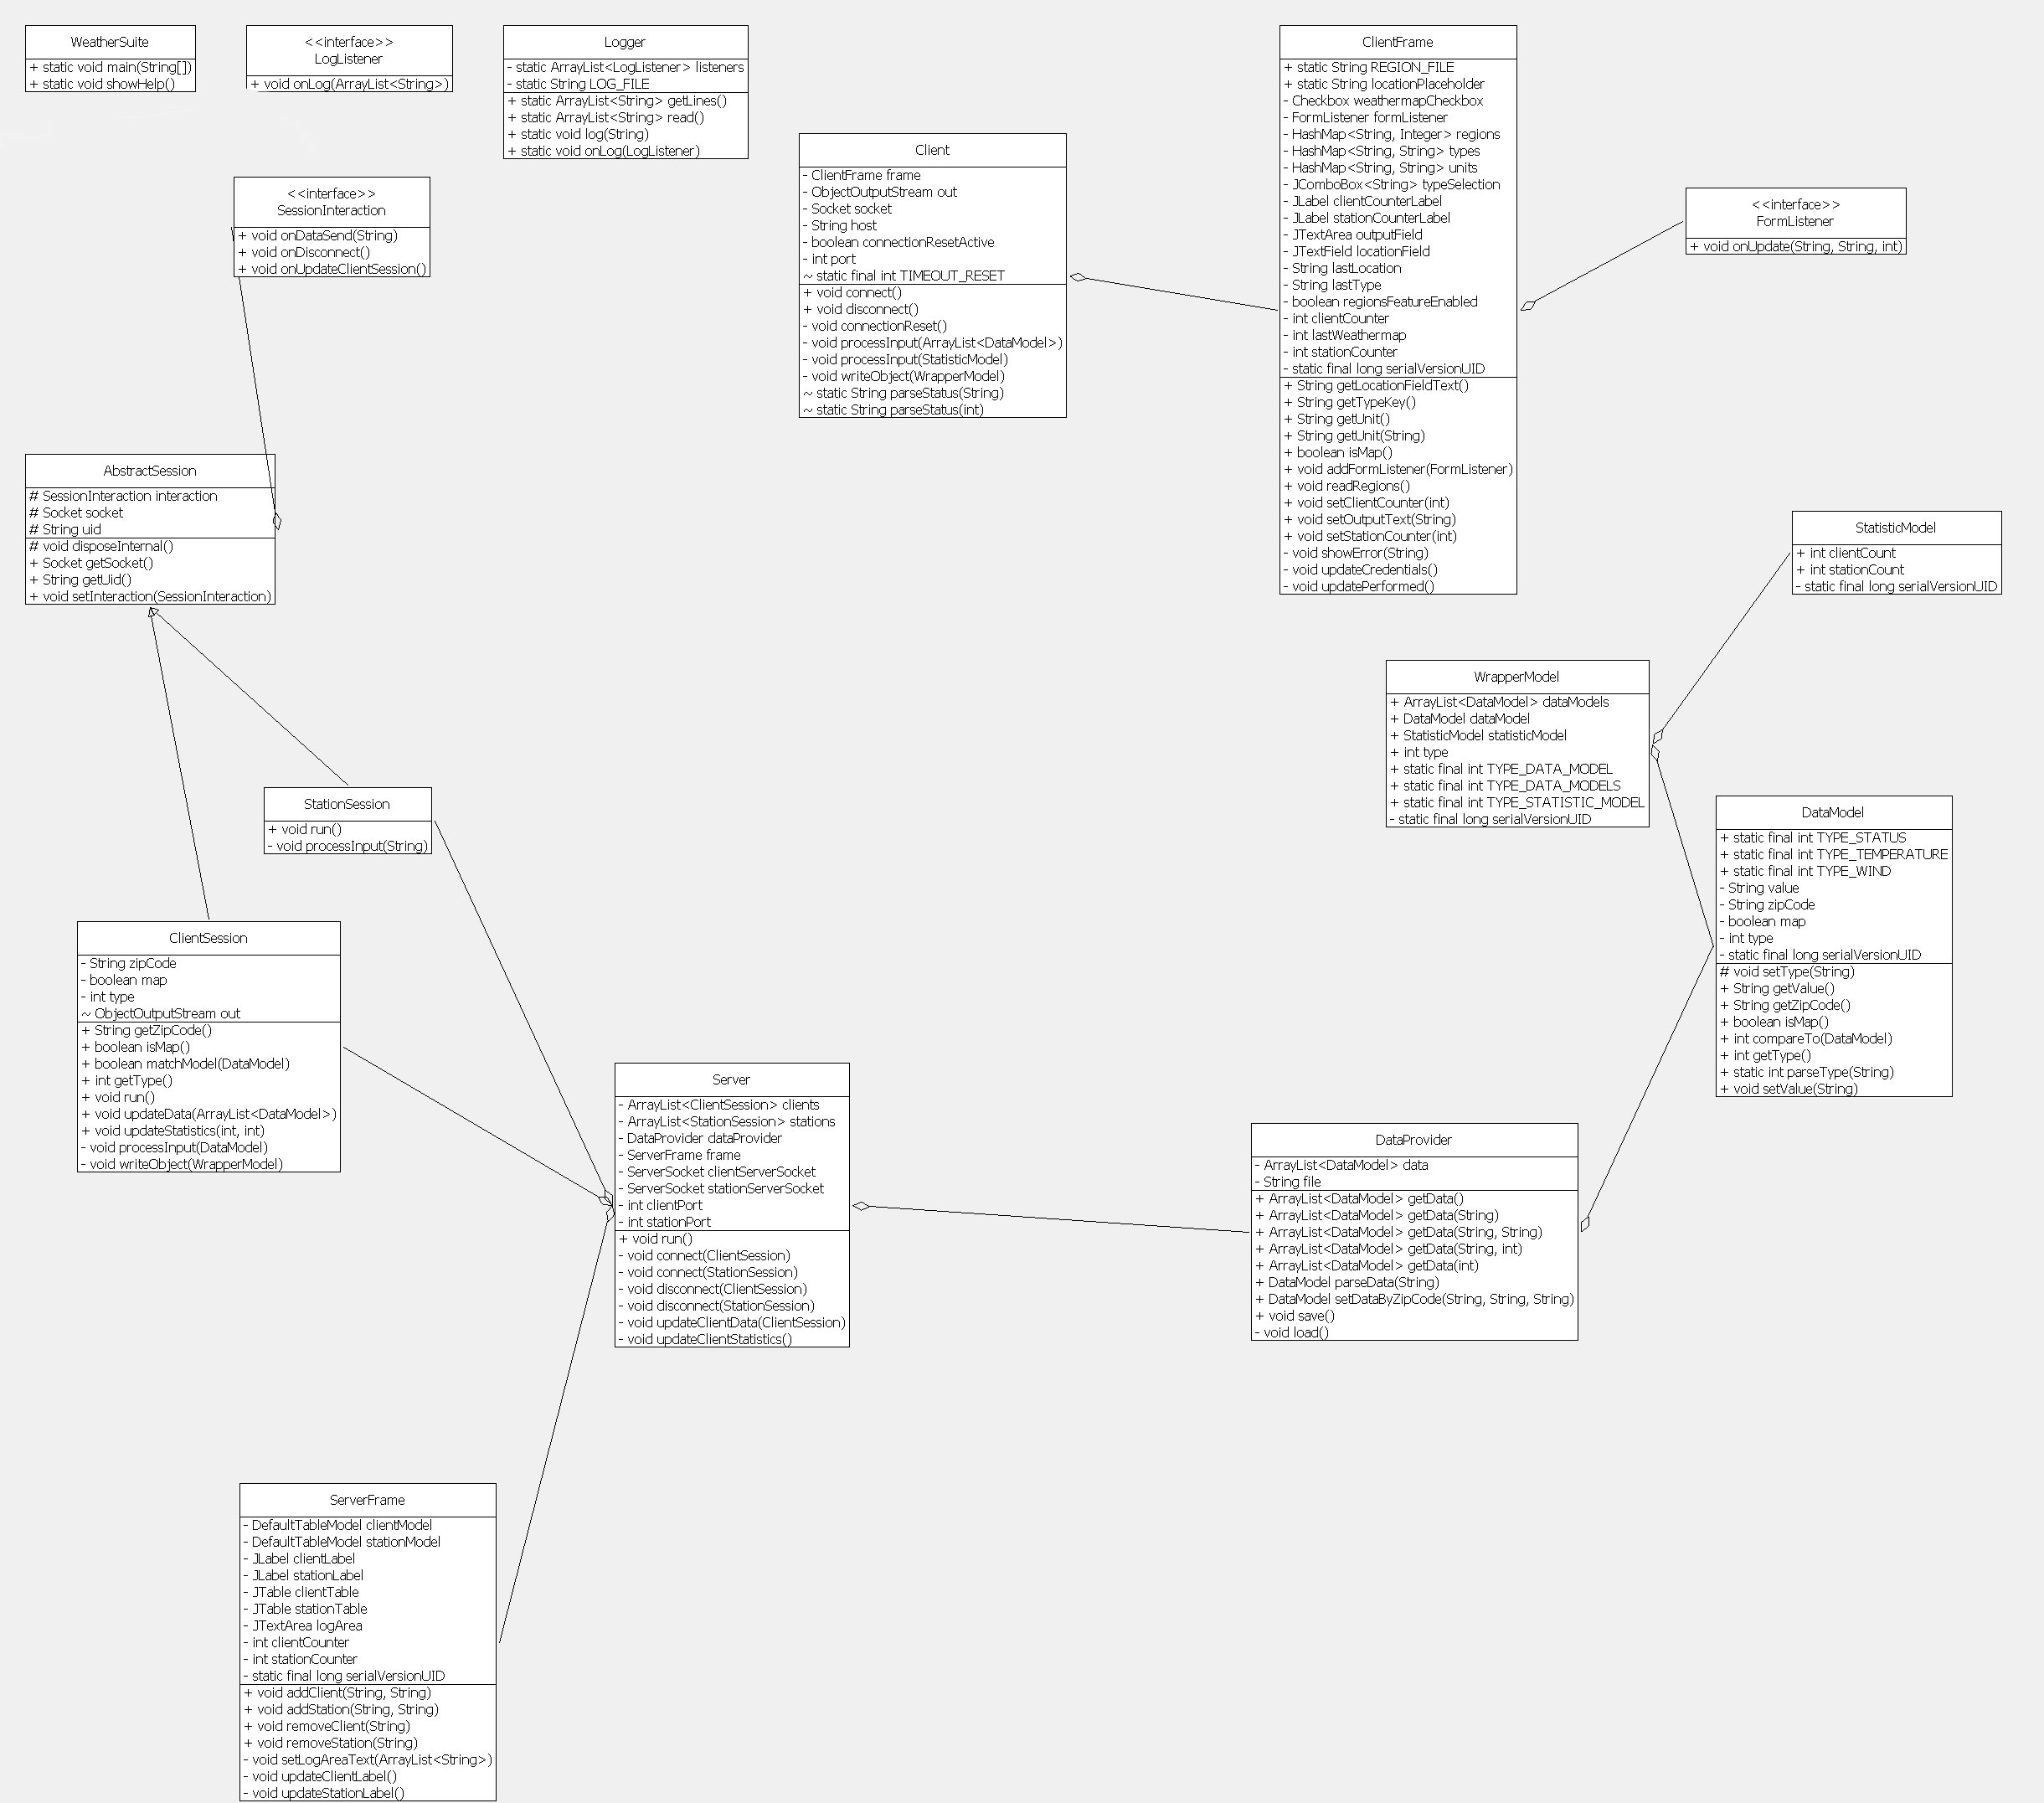 WeatherSuite
+ static void main(String[])
+ static void showHelp()
<<interface>>
LogListener
+ void onLog(ArrayList<String>)
Logger
- static ArrayList<LogListener> listeners
- static String LOG_FILE
+ static ArrayList<String> getLines()
+ static ArrayList<String> read()
+ static void log(String)
+ static void onLog(LogListener)
Client
- ClientFrame frame
- ObjectOutputStream out
- Socket socket
- String host
- boolean connectionResetActive
- int port
~ static final int TIMEOUT_RESET
+ void connect()
+ void disconnect()
- void connectionReset()
- void processInput(ArrayList<DataModel>)
- void processInput(StatisticModel)
- void writeObject(WrapperModel)
~ static String parseStatus(String)
~ static String parseStatus(int)
ClientFrame
+ static String REGION_FILE
+ static String locationPlaceholder
- Checkbox weathermapCheckbox
- FormListener formListener
- HashMap<String, Integer> regions
- HashMap<String, String> types
- HashMap<String, String> units
- JComboBox<String> typeSelection
- JLabel clientCounterLabel
- JLabel stationCounterLabel
- JTextArea outputField
- JTextField locationField
- String lastLocation
- String lastType
- boolean regionsFeatureEnabled
- int clientCounter
- int lastWeathermap
- int stationCounter
- static final long serialVersionUID
+ String getLocationFieldText()
+ String getTypeKey()
+ String getUnit()
+ String getUnit(String)
+ boolean isMap()
+ void addFormListener(FormListener)
+ void readRegions()
+ void setClientCounter(int)
+ void setOutputText(String)
+ void setStationCounter(int)
- void showError(String)
- void updateCredentials()
- void updatePerformed()
<<interface>>
FormListener
+ void onUpdate(String, String, int)
<<interface>>
SessionInteraction
+ void onDataSend(String)
+ void onDisconnect()
+ void onUpdateClientSession()
AbstractSession
# SessionInteraction interaction
# Socket socket
# String uid
# void disposeInternal()
+ Socket getSocket()
+ String getUid()
+ void setInteraction(SessionInteraction)
StatisticModel
+ int clientCount
+ int stationCount
- static final long serialVersionUID
WrapperModel
+ ArrayList<DataModel> dataModels
+ DataModel dataModel
+ StatisticModel statisticModel
+ int type
+ static final int TYPE_DATA_MODEL
+ static final int TYPE_DATA_MODELS
+ static final int TYPE_STATISTIC_MODEL
- static final long serialVersionUID
StationSession
+ void run()
- void processInput(String)
DataModel
+ static final int TYPE_STATUS
+ static final int TYPE_TEMPERATURE
+ static final int TYPE_WIND
- String value
- String zipCode
- boolean map
- int type
- static final long serialVersionUID
# void setType(String)
+ String getValue()
+ String getZipCode()
+ boolean isMap()
+ int compareTo(DataModel)
+ int getType()
+ static int parseType(String)
+ void setValue(String)
ClientSession
- String zipCode
- boolean map
- int type
~ ObjectOutputStream out
+ String getZipCode()
+ boolean isMap()
+ boolean matchModel(DataModel)
+ int getType()
+ void run()
+ void updateData(ArrayList<DataModel>)
+ void updateStatistics(int, int)
- void processInput(DataModel)
- void writeObject(WrapperModel)
Server
- ArrayList<ClientSession> clients
- ArrayList<StationSession> stations
- DataProvider dataProvider
- ServerFrame frame
- ServerSocket clientServerSocket
- ServerSocket stationServerSocket
- int clientPort
- int stationPort
+ void run()
- void connect(ClientSession)
- void connect(StationSession)
- void disconnect(ClientSession)
- void disconnect(StationSession)
- void updateClientData(ClientSession)
- void updateClientStatistics()
DataProvider
- ArrayList<DataModel> data
- String file
+ ArrayList<DataModel> getData()
+ ArrayList<DataModel> getData(String)
+ ArrayList<DataModel> getData(String, String)
+ ArrayList<DataModel> getData(String, int)
+ ArrayList<DataModel> getData(int)
+ DataModel parseData(String)
+ DataModel setDataByZipCode(String, String, String)
+ void save()
- void load()
ServerFrame
- DefaultTableModel clientModel
- DefaultTableModel stationModel
- JLabel clientLabel
- JLabel stationLabel
- JTable clientTable
- JTable stationTable
- JTextArea logArea
- int clientCounter
- int stationCounter
- static final long serialVersionUID
+ void addClient(String, String)
+ void addStation(String, String)
+ void removeClient(String)
+ void removeStation(String)
- void setLogAreaText(ArrayList<String>)
- void updateClientLabel()
- void updateStationLabel()